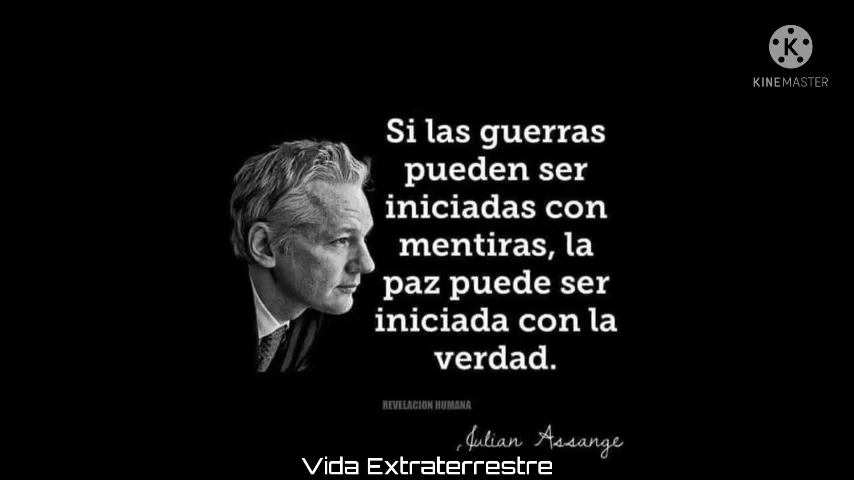 K
KINEMASTER
Si las guerras
pueden ser
iniciadas con
mentiras, la
paz puede ser
iniciada con la
verdad.
REVELACION HUMANA
Julian Assange
Vida Extraterrestre